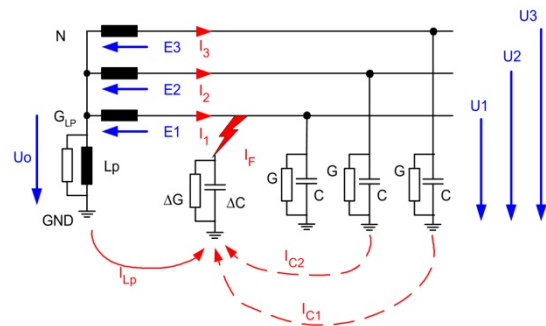 U3
N
E3
I3
U2
E2
I2
U1
GLP
E1
I1
Uo
Lp
IF
G
C
G
C
G
C
ΔG
ΔC
GND
ILp
IC2
IC1